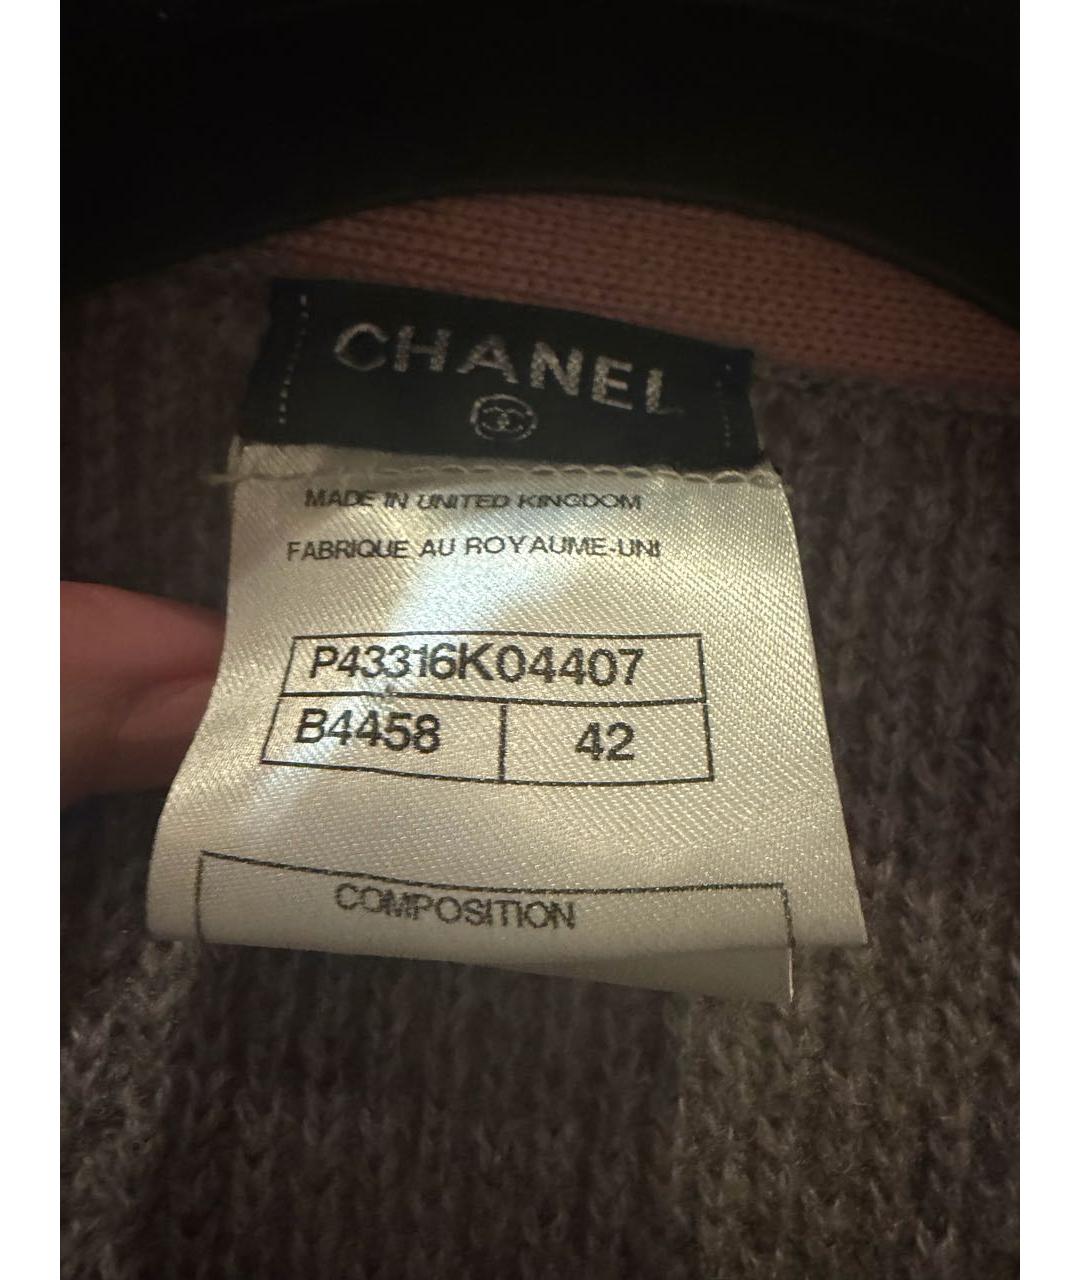 CHANEL
MADE IN UNITED KINGDOM
FABRIQUE AU ROYAUME-UNI
P43316K04407
B4458 42
COMPOSITION